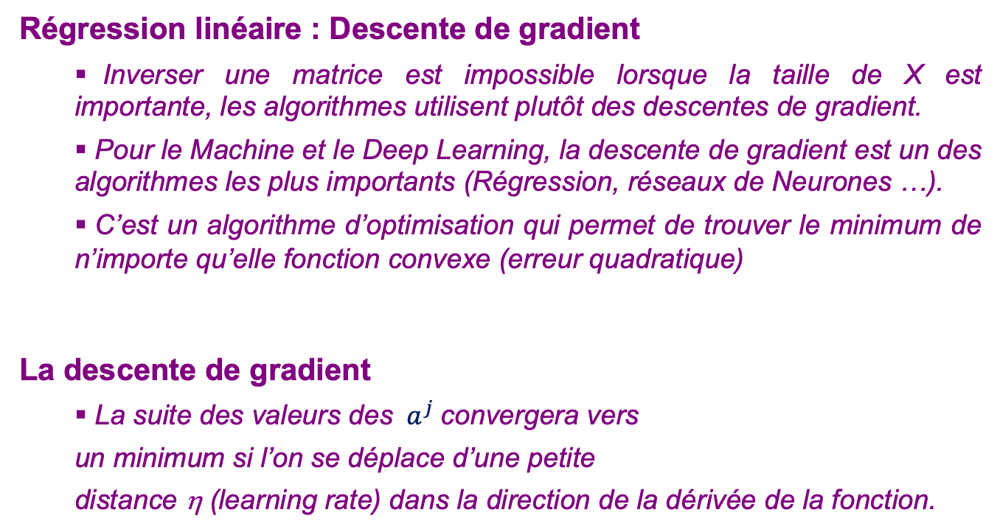 Régression linéaire : Descente de gradient
▪ Inverser une matrice est impossible lorsque la taille de X est
importante, les algorithmes utilisent plutôt des descentes de gradient.
▪ Pour le Machine et le Deep Learning, la descente de gradient est un des
algorithmes les plus importants (Régression, réseaux de Neurones …).
▪ C’est un algorithme d’optimisation qui permet de trouver le minimum de
n’importe qu’elle fonction convexe (erreur quadratique)
La descente de gradient
▪ La suite des valeurs des a^j convergera vers
un minimum si l’on se déplace d’une petite
distance η (learning rate) dans la direction de la dérivée de la fonction.